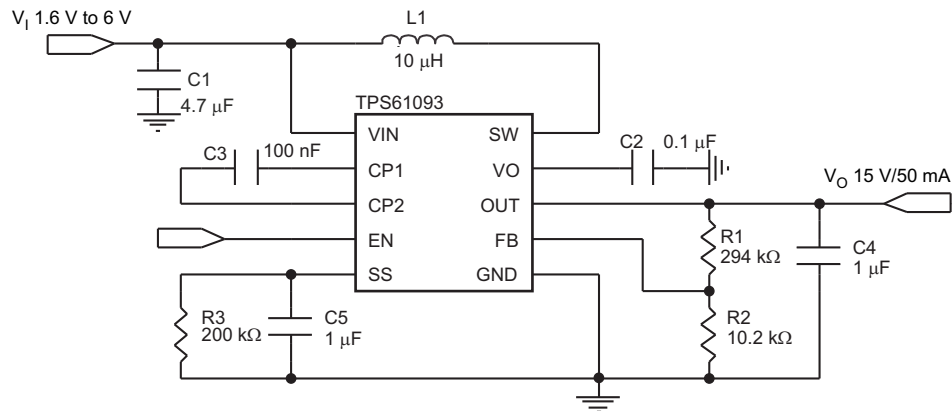 V_I 1.6 V to 6 V
L1
10 μH
C1
4.7 μF
TPS61093
VIN
SW
C3
100 nF
CP1
VO
C2
0.1 μF
CP2
OUT
V_O 15 V/50 mA
EN
FB
R1
294 kΩ
C4
1 μF
SS
GND
R3
200 kΩ
C5
1 μF
R2
10.2 kΩ